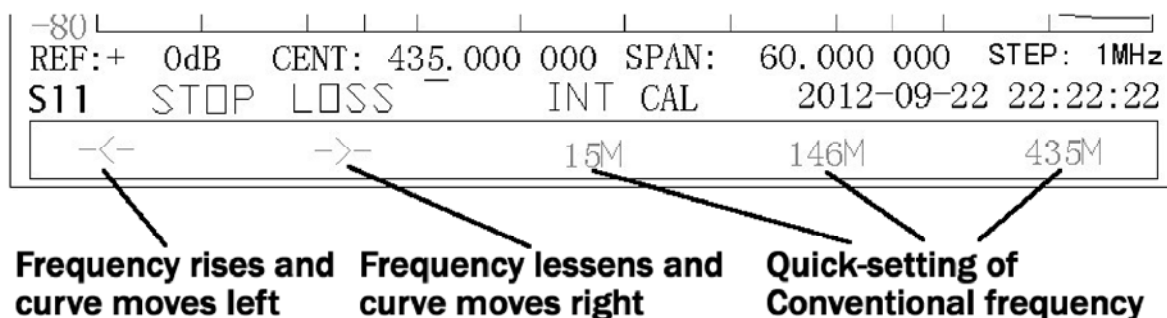 -80
REF:+ 0dB CENT: 435.000 000 SPAN: 60.000 000 STEP: 1MHz
S11 STOP LOSS INT CAL 2012-09-22 22:22:22
-<- ->- 15M 146M 435M
Frequency rises and Frequency lessens and Quick-setting of
curve moves left curve moves right Conventional frequency